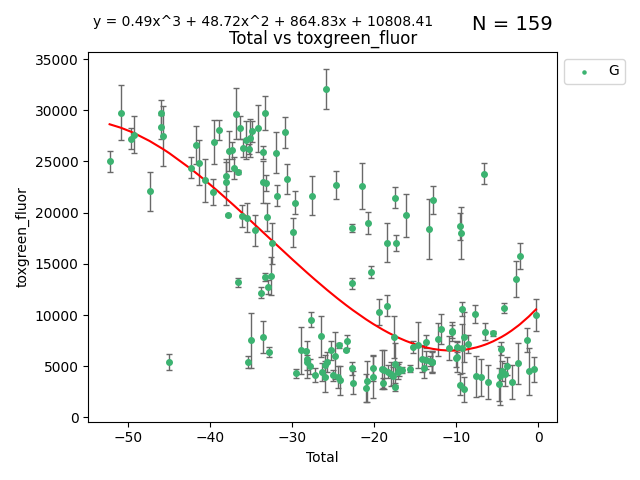 y = 0.49x^3 + 48.72x^2 + 864.83x + 10808.41
N = 159
Total vs toxgreen_fluor
G
toxgreen_fluor
35000
30000
25000
20000
15000
10000
5000
0
−50
−40
−30
−20
−10
0
Total